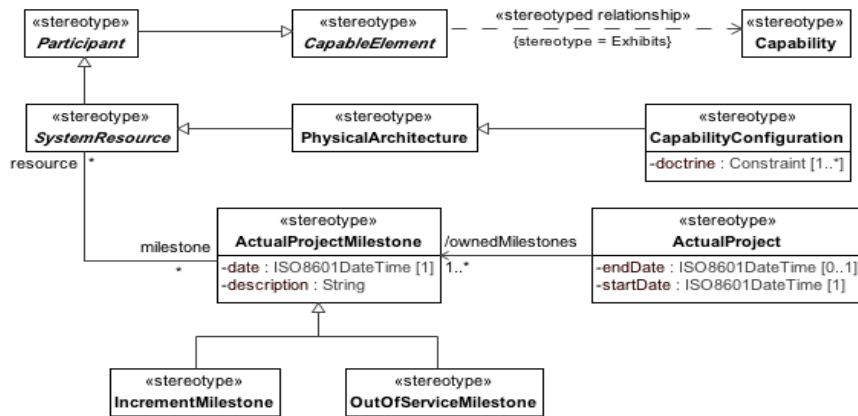 «stereotype»
Participant
«stereotype»
CapableElement
«stereotyped relationship»
{stereotype = Exhibits}
«stereotype»
Capability
«stereotype»
SystemResource
«stereotype»
PhysicalArchitecture
«stereotype»
CapabilityConfiguration
-doctrine : Constraint [1..*]
resource
*
milestone
*
«stereotype»
ActualProjectMilestone
-date : ISO8601DateTime [1]
-description : String
/ownedMilestones
1..*
«stereotype»
ActualProject
-endDate : ISO8601DateTime [0..1]
-startDate : ISO8601DateTime [1]
«stereotype»
IncrementMilestone
«stereotype»
OutOfServiceMilestone